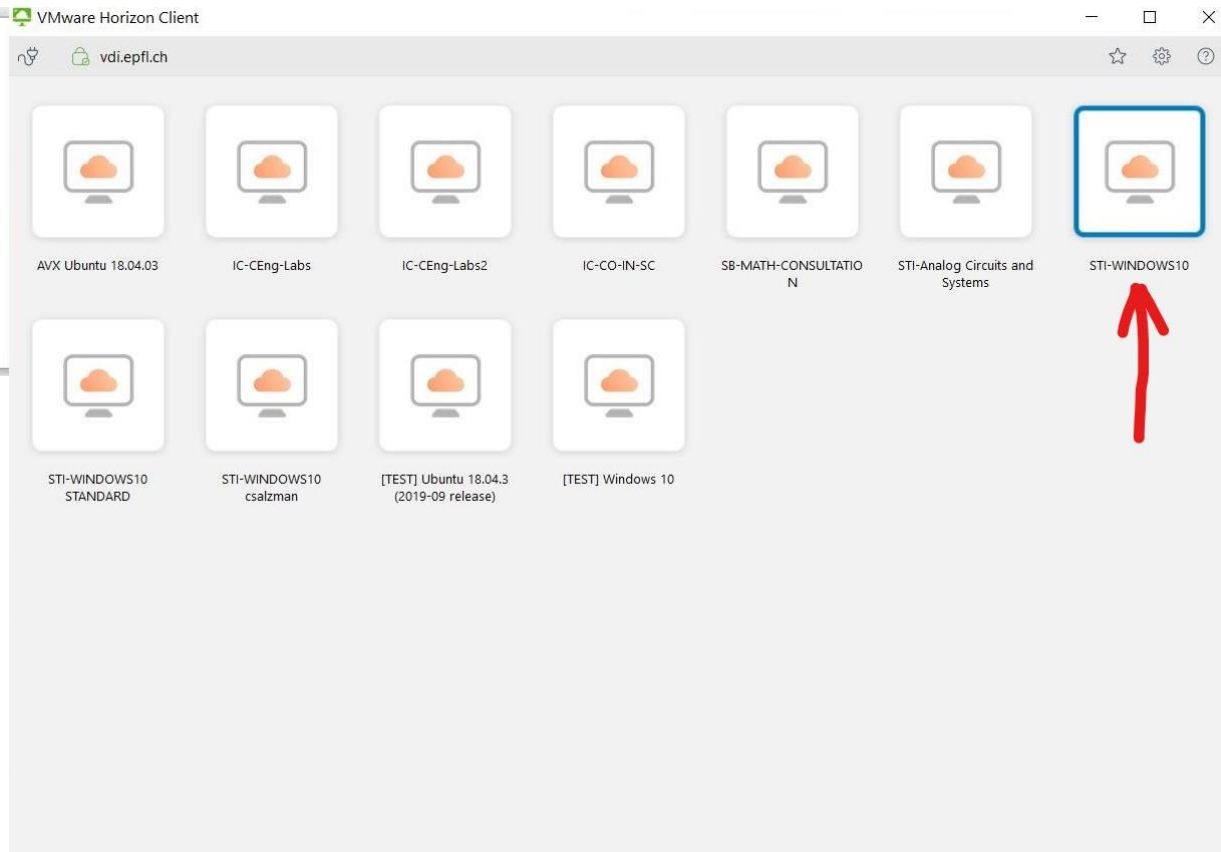 VMware Horizon Client
vdi.epfl.ch
AVX Ubuntu 18.04.03
IC-CEng-Labs
IC-CEng-Labs2
IC-CO-IN-SC
SB-MATH-CONSULTATIO
N
STI-Analog Circuits and
Systems
STI-WINDOWS10
STI-WINDOWS10
STANDARD
STI-WINDOWS10
csalzman
[TEST] Ubuntu 18.04.3
(2019-09 release)
[TEST] Windows 10